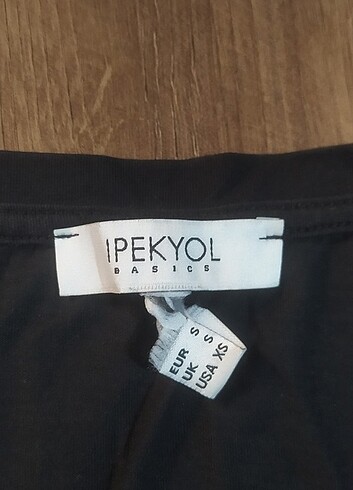 IPEKYOL
BASICS
EUR S
UK S
USA XS